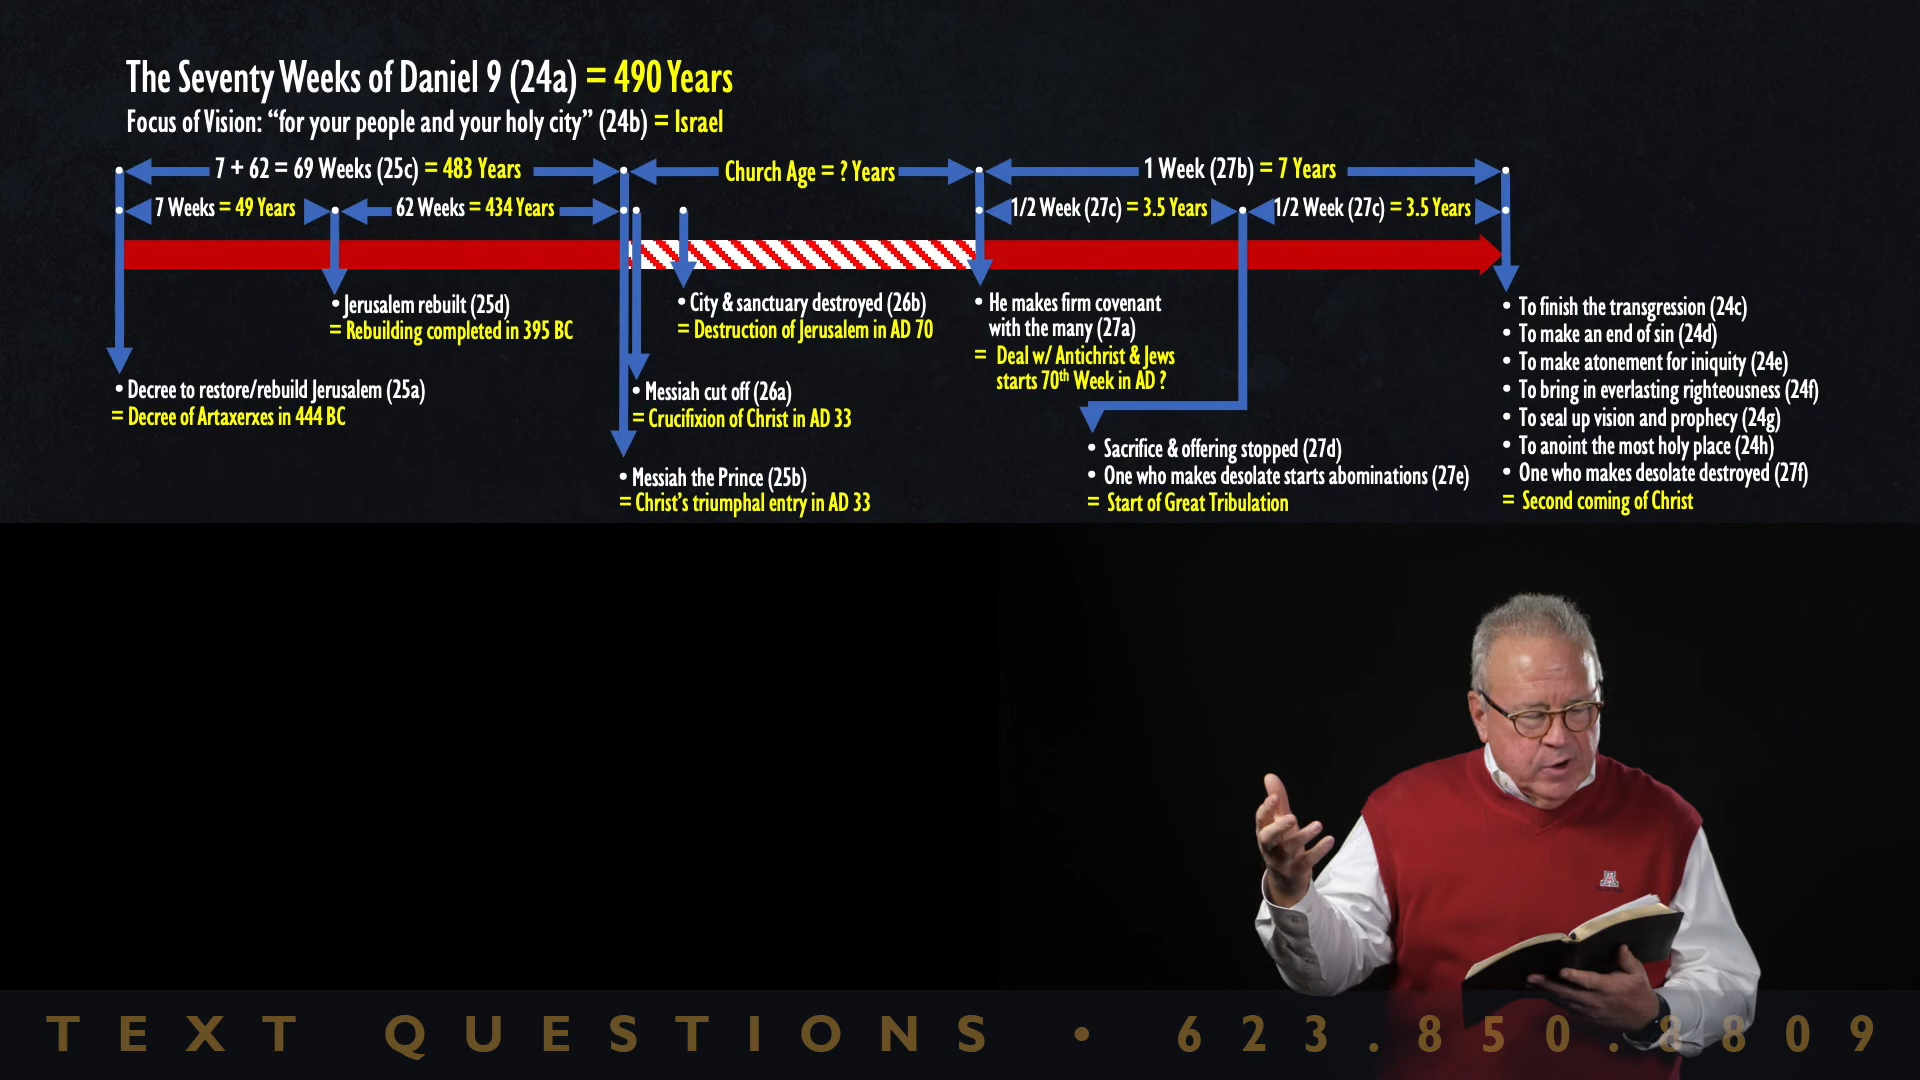 The Seventy Weeks of Daniel 9 (24a) = 490 Years
Focus of Vision: “for your people and your holy city” (24b) = Israel
7 + 62 = 69 Weeks (25c) = 483 Years
Church Age = ? Years
1 Week (27b) = 7 Years
7 Weeks = 49 Years
62 Weeks = 434 Years
1/2 Week (27c) = 3.5 Years
1/2 Week (27c) = 3.5 Years
• Decree to restore/rebuild Jerusalem (25a)
= Decree of Artaxerxes in 444 BC
• Jerusalem rebuilt (25d)
= Rebuilding completed in 395 BC
• Messiah the Prince (25b)
= Christ’s triumphal entry in AD 33
• Messiah cut off (26a)
= Crucifixion of Christ in AD 33
• City & sanctuary destroyed (26b)
= Destruction of Jerusalem in AD 70
• He makes firm covenant
with the many (27a)
= Deal w/ Antichrist & Jews
starts 70th Week in AD ?
• Sacrifice & offering stopped (27d)
• One who makes desolate starts abominations (27e)
= Start of Great Tribulation
• To finish the transgression (24c)
• To make an end of sin (24d)
• To make atonement for iniquity (24e)
• To bring in everlasting righteousness (24f)
• To seal up vision and prophecy (24g)
• To anoint the most holy place (24h)
• One who makes desolate destroyed (27f)
= Second coming of Christ
A
TEXT QUESTIONS • 623.850.8809